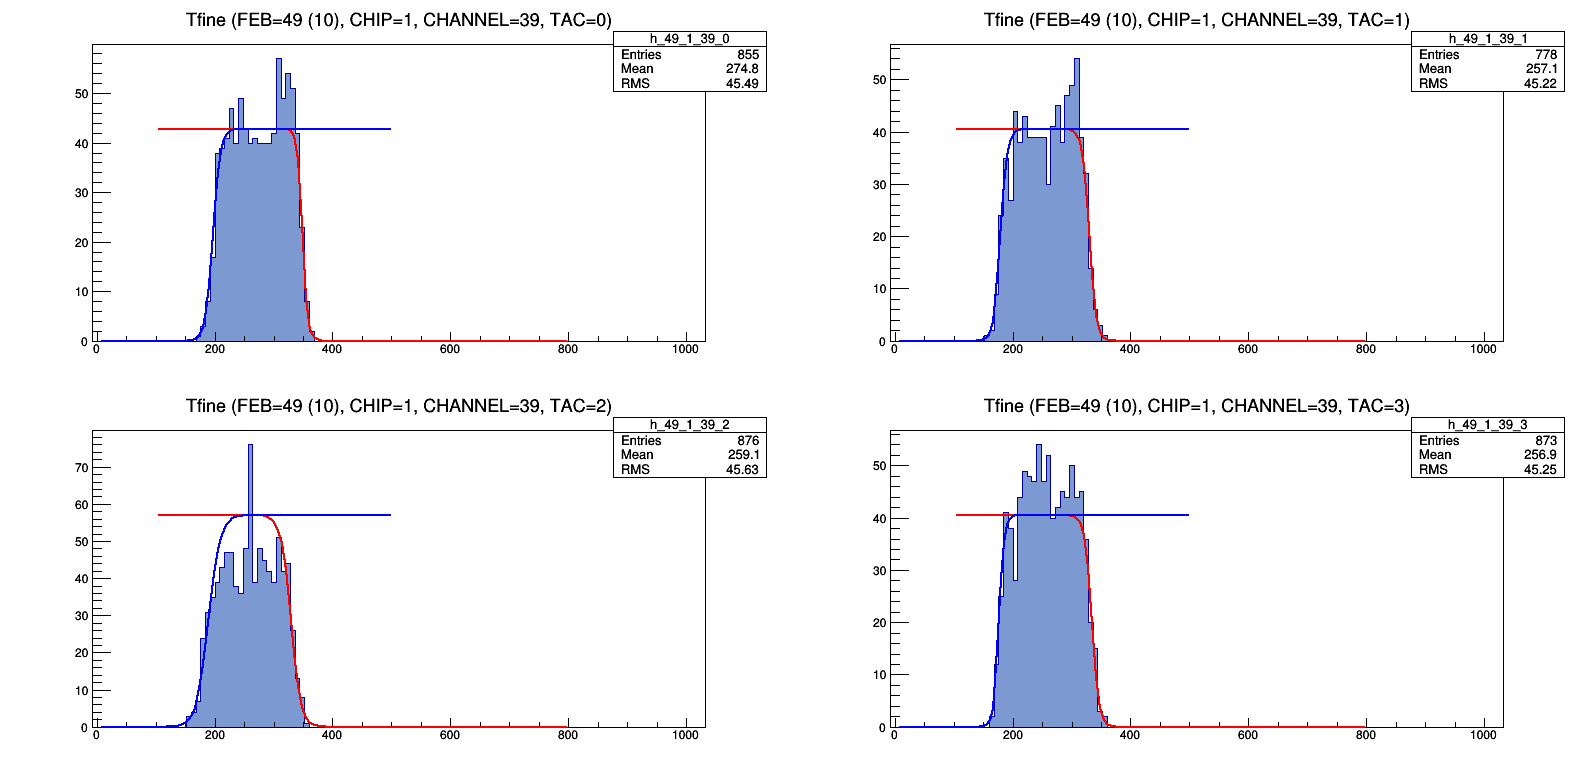 Tfine (FEB=49 (10), CHIP=1, CHANNEL=39, TAC=0)
h_49_1_39_0
Entries 855
Mean 274.8
RMS 45.49
50
40
30
20
10
0
0 200 400 600 800 1000
Tfine (FEB=49 (10), CHIP=1, CHANNEL=39, TAC=1)
h_49_1_39_1
Entries 778
Mean 257.1
RMS 45.22
50
40
30
20
10
0
0 200 400 600 800 1000
Tfine (FEB=49 (10), CHIP=1, CHANNEL=39, TAC=2)
h_49_1_39_2
Entries 876
Mean 259.1
RMS 45.63
70
60
50
40
30
20
10
0
0 200 400 600 800 1000
Tfine (FEB=49 (10), CHIP=1, CHANNEL=39, TAC=3)
h_49_1_39_3
Entries 873
Mean 256.9
RMS 45.25
50
40
30
20
10
0
0 200 400 600 800 1000